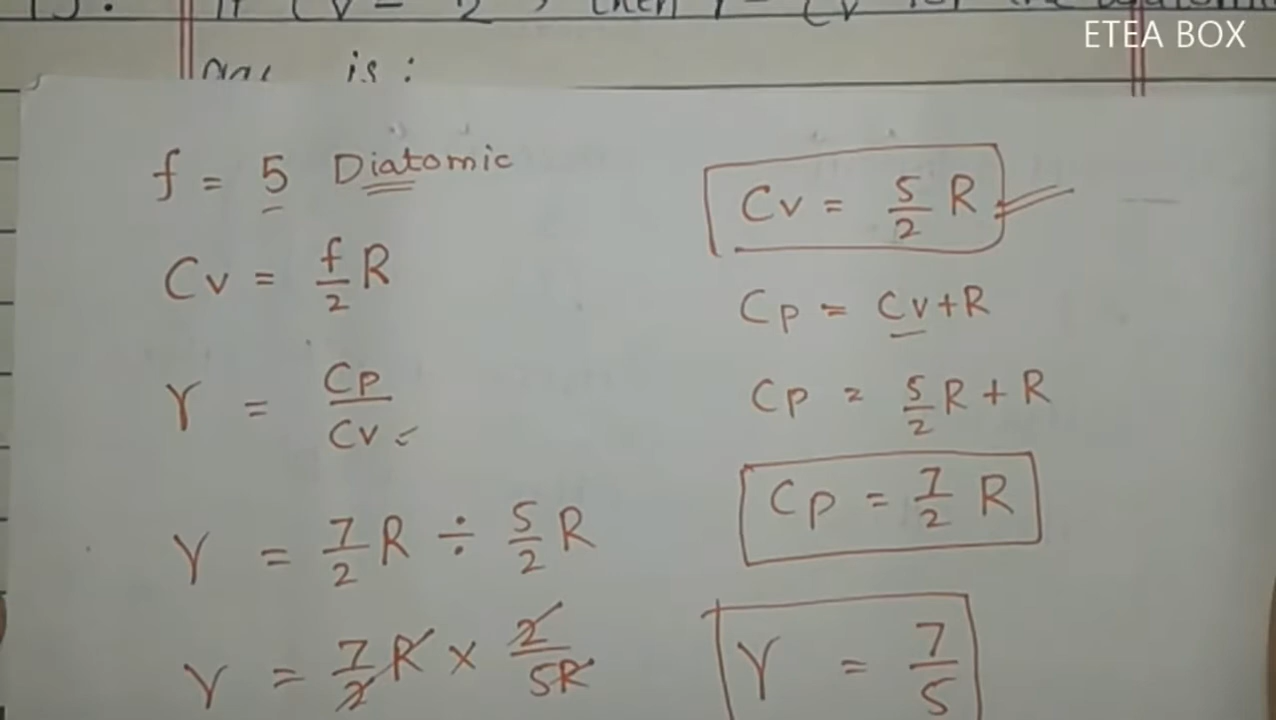 ETEA BOX
is :
f = 5 Diatomic
Cv = f/2 R
γ = Cp/Cv =
γ = 7/2 R ÷ 5/2 R
γ = 7/2 R × 2/5R
Cv = 5/2 R
Cp = Cv + R
Cp = 5/2 R + R
Cp = 7/2 R
γ = 7/5